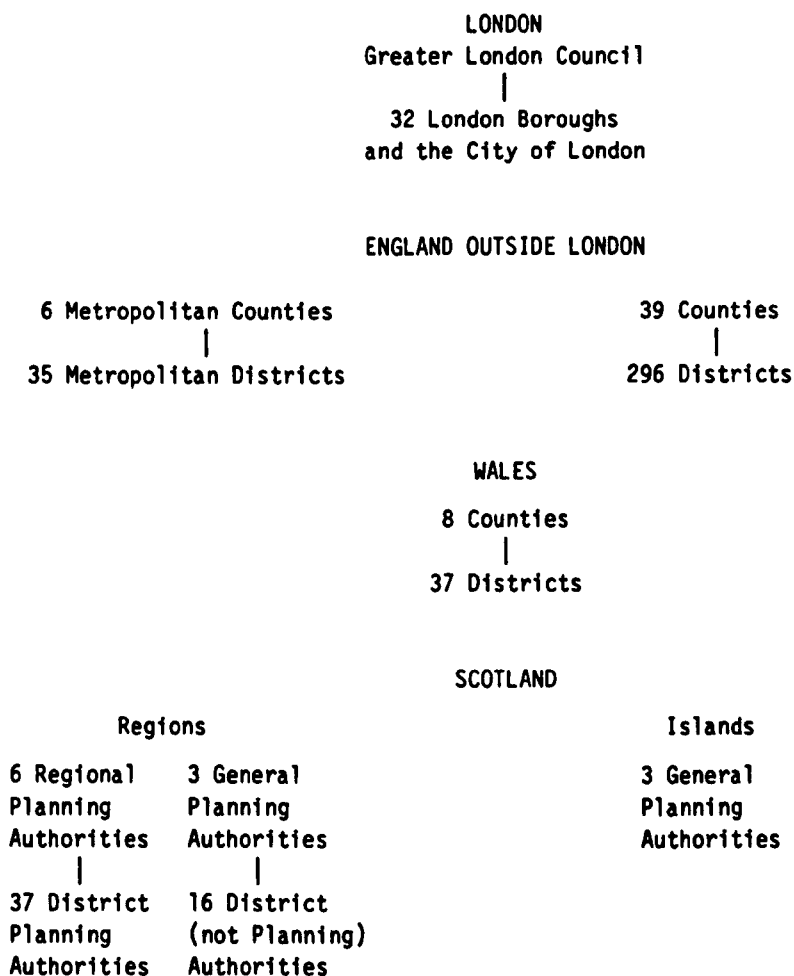 LONDON
Greater London Council
32 London Boroughs
and the City of London
ENGLAND OUTSIDE LONDON
6 Metropolitan Counties
35 Metropolitan Districts
39 Counties
296 Districts
WALES
8 Counties
37 Districts
SCOTLAND
Regions
6 Regional
Planning
Authorities
37 District
Planning
Authorities
3 General
Planning
Authorities
16 District
(not Planning)
Authorities
Islands
3 General
Planning
Authorities